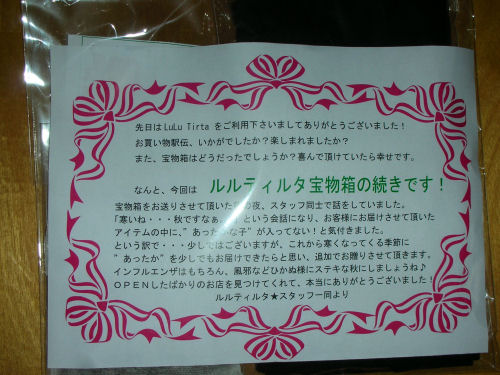 先日はLuLu Tirta をご利用下さいましてありがとうございました！
お買い物駅伝、いかがでしたか？楽しまれましたか？
また、宝物箱はどうだったでしょうか？喜んで頂けていたら幸せです。
なんと、今回は ルルティルタ宝物箱の続きです！
宝物箱をお送りさせて頂いた の夜、スタッフ同士で話をしていました。
「寒いね・・・秋ですなぁ 」という会話になり、お客様にお届けさせて頂いた
アイテムの中に、”あった な子”が入ってない！と気付きました。
という訳で・・・少しではございますが、これから寒くなってくる季節に
”あったか”を少しでもお届けできたらと思い、追加でお贈りさせて頂きます。
インフルエンザはもちろん、風邪などひかぬ様にステキな秋にしましょうね♪
OPENしたばかりのお店を見つけてくれて、本当にありがとうございました！
ルルティルタ★スタッフ一同より